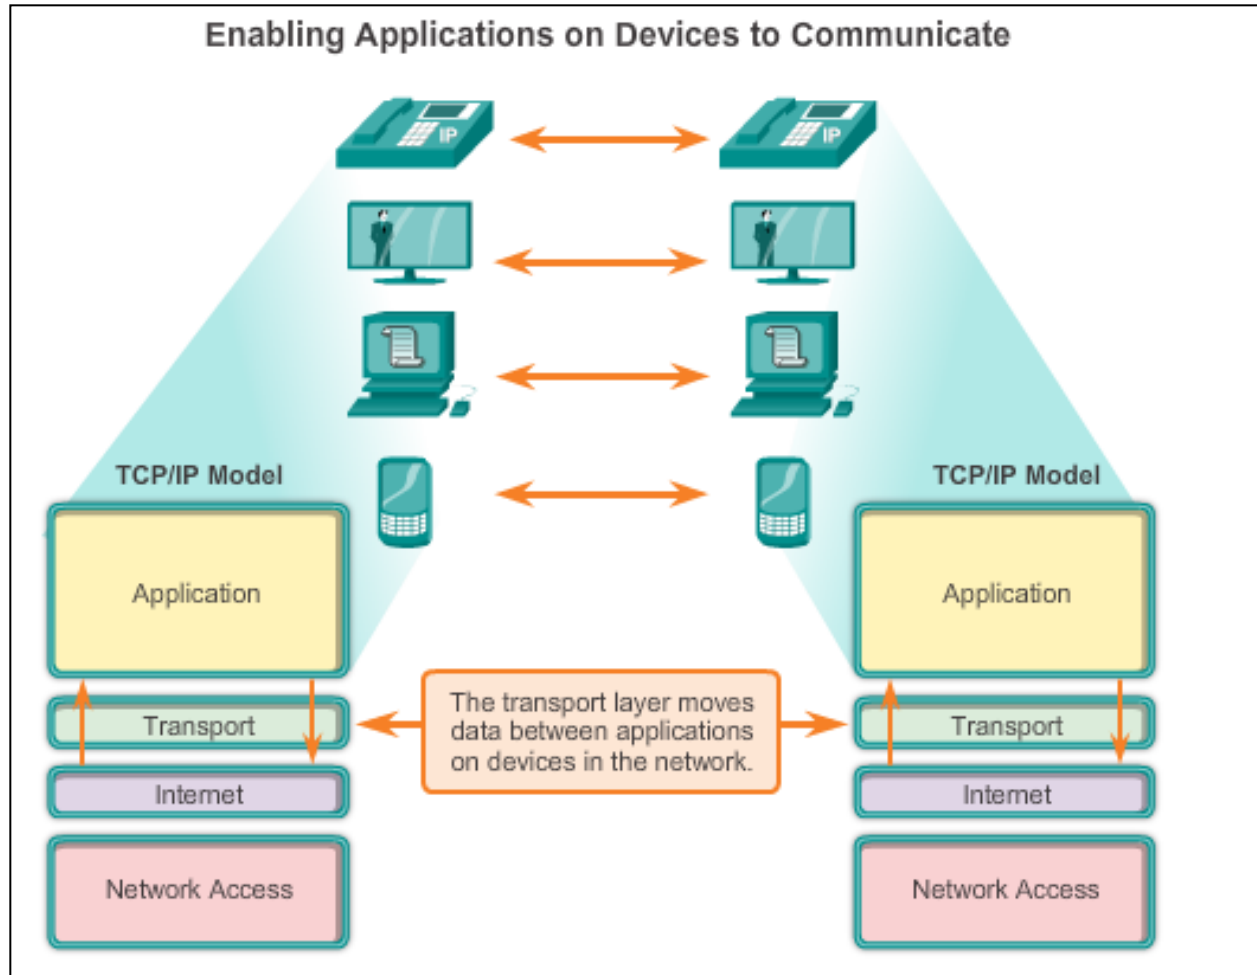 Enabling Applications on Devices to Communicate
IP
IP
TCP/IP Model
TCP/IP Model
Application
Application
The transport layer moves
data between applications
on devices in the network.
Transport
Transport
Internet
Internet
Network Access
Network Access